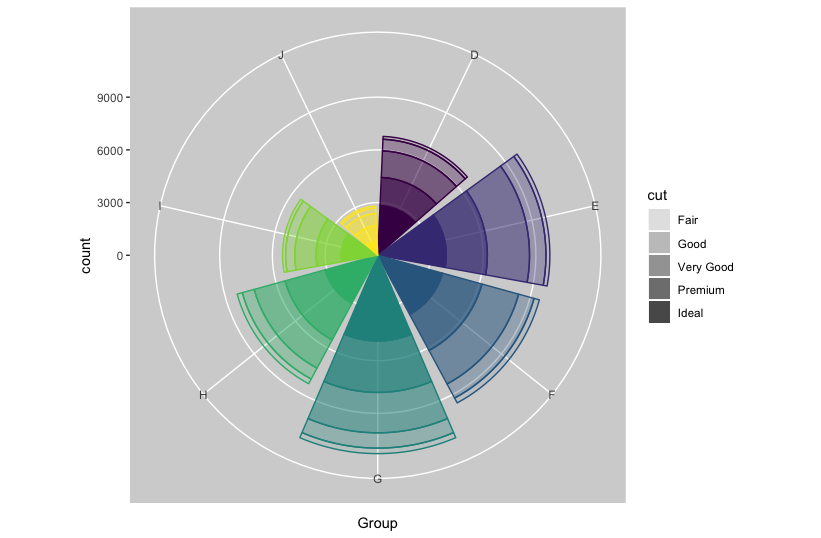 J
D
9000
6000
3000
0
I
E
H
F
G
count
Group
cut
Fair
Good
Very Good
Premium
Ideal